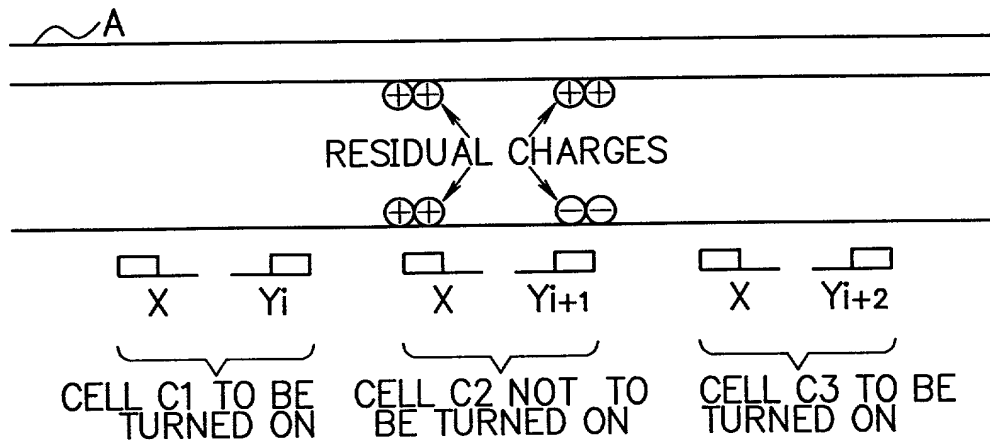 A
⊕⊕ ⊕⊕
RESIDUAL CHARGES
⊕⊕ ⊖⊖
X Yi X Yi+1 X Yi+2
CELL C1 TO BE
TURNED ON
CELL C2 NOT TO
BE TURNED ON
CELL C3 TO BE
TURNED ON